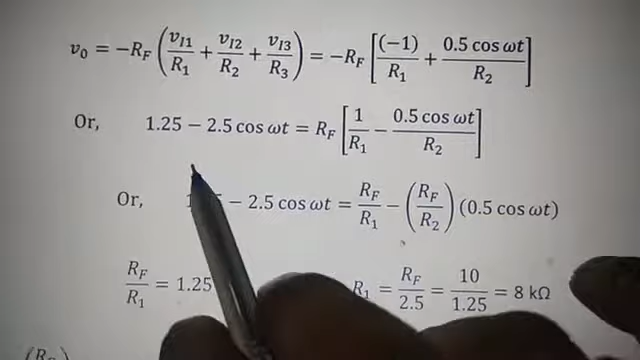 v₀ = −R_F (v_I1/R₁ + v_I2/R₂ + v_I3/R₃) = −R_F [(−1)/R₁ + 0.5 cos ωt/R₂]
Or, 1.25 − 2.5 cos ωt = R_F [1/R₁ − 0.5 cos ωt/R₂]
Or, − 2.5 cos ωt = R_F/R₁ − (R_F/R₂) (0.5 cos ωt)
R_F/R₁ = 1.25 R₁ = R_F/2.5 = 10/1.25 = 8 kΩ